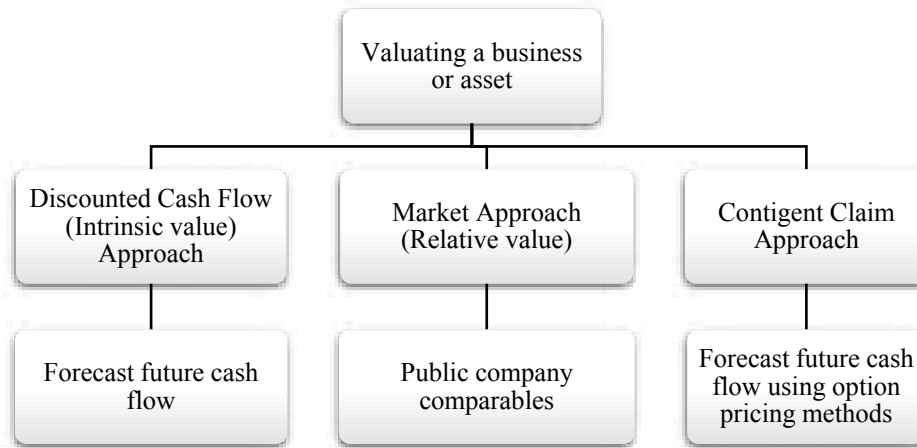 Valuating a business
or asset
Discounted Cash Flow
(Intrinsic value)
Approach
Market Approach
(Relative value)
Contigent Claim
Approach
Forecast future cash
flow
Public company
comparables
Forecast future cash
flow using option
pricing methods